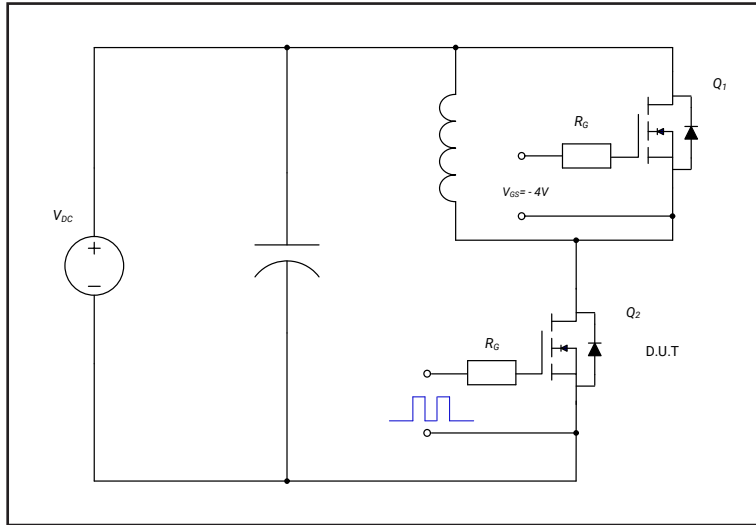 Q1
RG
VGS= - 4V
VDC
+
−
Q2
RG
D.U.T